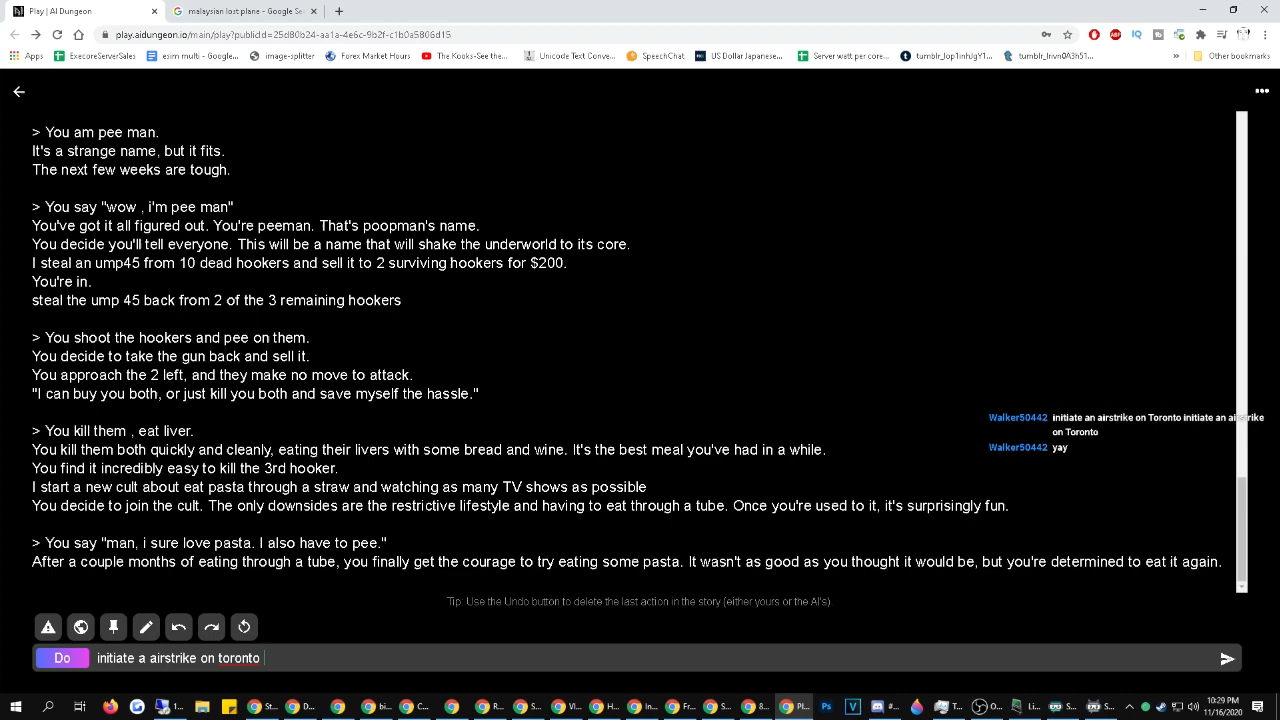 Play | AI Dungeon
malaysian lost plane - Google Se
play.aidungeon.io/main/play?publicId=25d80b24-aa1a-4e6c-9b2f-c1b0a5806d15
Apps ExecoreServerSales esim multi - Google... image-splitter Forex Market Hours The Kooks-See the... Unicode Text Conve... SpeechChat US Dollar Japanese... Server watt per core... tumblr_lop1inhJgY1... tumblr_lnvn0A3h51... » Other bookmarks
> You am pee man.
It's a strange name, but it fits.
The next few weeks are tough.
> You say "wow , i'm pee man"
You've got it all figured out. You're peeman. That's poopman's name.
You decide you'll tell everyone. This will be a name that will shake the underworld to its core.
I steal an ump45 from 10 dead hookers and sell it to 2 surviving hookers for $200.
You're in.
steal the ump 45 back from 2 of the 3 remaining hookers
> You shoot the hookers and pee on them.
You decide to take the gun back and sell it.
You approach the 2 left, and they make no move to attack.
"I can buy you both, or just kill you both and save myself the hassle."
Walker50442 initiate an airstrike on Toronto initiate an airstrike
on Toronto
Walker50442 yay
> You kill them , eat liver.
You kill them both quickly and cleanly, eating their livers with some bread and wine. It's the best meal you've had in a while.
You find it incredibly easy to kill the 3rd hooker.
I start a new cult about eat pasta through a straw and watching as many TV shows as possible
You decide to join the cult. The only downsides are the restrictive lifestyle and having to eat through a tube. Once you're used to it, it's surprisingly fun.
> You say "man, i sure love pasta. I also have to pee."
After a couple months of eating through a tube, you finally get the courage to try eating some pasta. It wasn't as good as you thought it would be, but you're determined to eat it again.
Tip: Use the Undo button to delete the last action in the story (either yours or the AI's)
Do initiate a airstrike on toronto
1... St... D... bi... C... R... S... V... H... In... Fr... S... 8... Pl... #... T... O... Li... S... S... 10:29 PM
11/16/2020